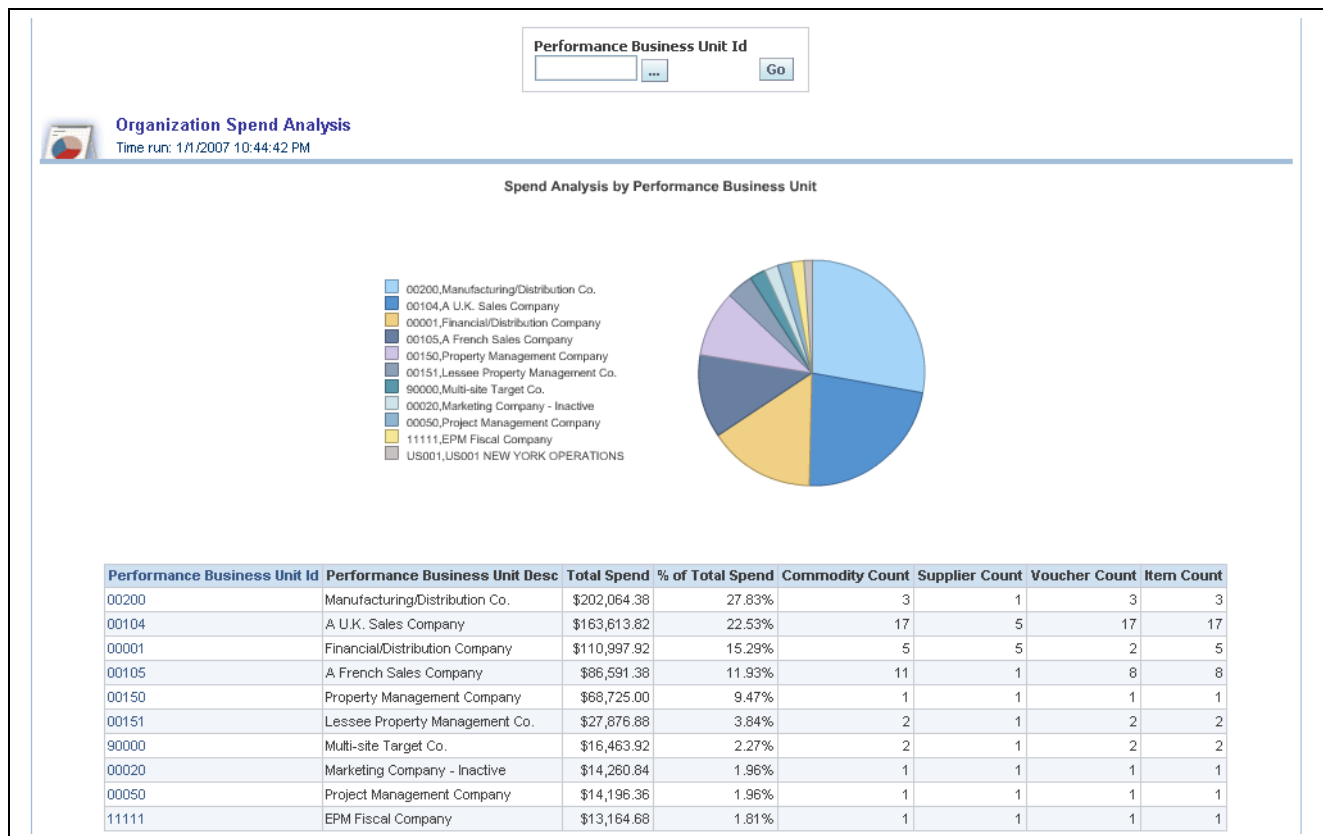 Performance Business Unit Id
...
Go
Organization Spend Analysis
Time run: 1/1/2007 10:44:42 PM
Spend Analysis by Performance Business Unit
00200,Manufacturing/Distribution Co.
00104,A U.K. Sales Company
00001,Financial/Distribution Company
00105,A French Sales Company
00150,Property Management Company
00151,Lessee Property Management Co.
90000,Multi-site Target Co.
00020,Marketing Company - Inactive
00050,Project Management Company
11111,EPM Fiscal Company
US001,US001 NEW YORK OPERATIONS
Performance Business Unit Id Performance Business Unit Desc Total Spend % of Total Spend Commodity Count Supplier Count Voucher Count Item Count
00200 Manufacturing/Distribution Co. $202,064.38 27.83% 3 1 3 3
00104 A U.K. Sales Company $163,613.82 22.53% 17 5 17 17
00001 Financial/Distribution Company $110,997.92 15.29% 5 5 2 5
00105 A French Sales Company $86,591.38 11.93% 11 1 8 8
00150 Property Management Company $68,725.00 9.47% 1 1 1 1
00151 Lessee Property Management Co. $27,876.88 3.84% 2 1 2 2
90000 Multi-site Target Co. $16,463.92 2.27% 2 1 2 2
00020 Marketing Company - Inactive $14,260.84 1.96% 1 1 1 1
00050 Project Management Company $14,196.36 1.96% 1 1 1 1
11111 EPM Fiscal Company $13,164.68 1.81% 1 1 1 1